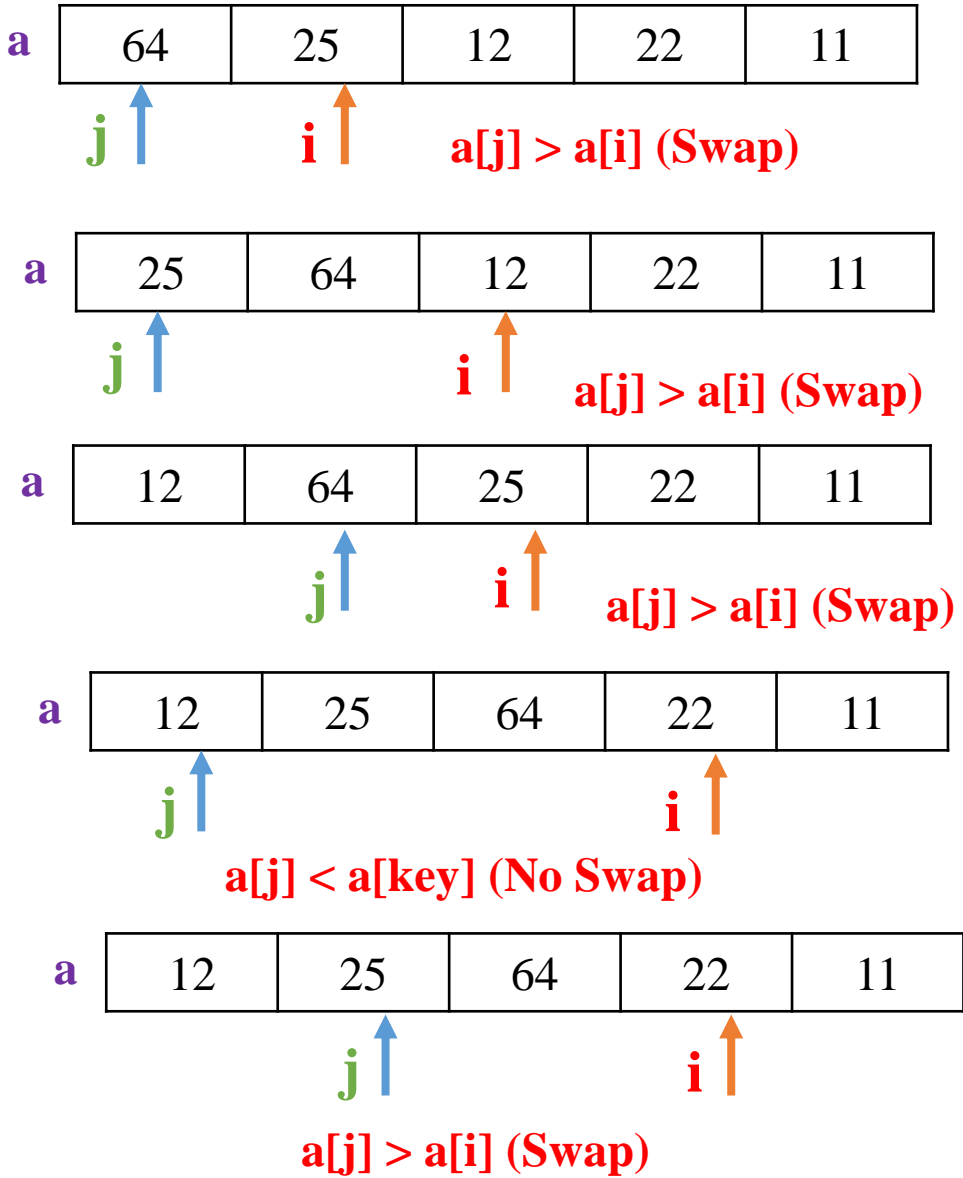 a 64 25 12 22 11
j i a[j] > a[i] (Swap)
a 25 64 12 22 11
j i a[j] > a[i] (Swap)
a 12 64 25 22 11
j i a[j] > a[i] (Swap)
a 12 25 64 22 11
j i
a[j] < a[key] (No Swap)
a 12 25 64 22 11
j i
a[j] > a[i] (Swap)